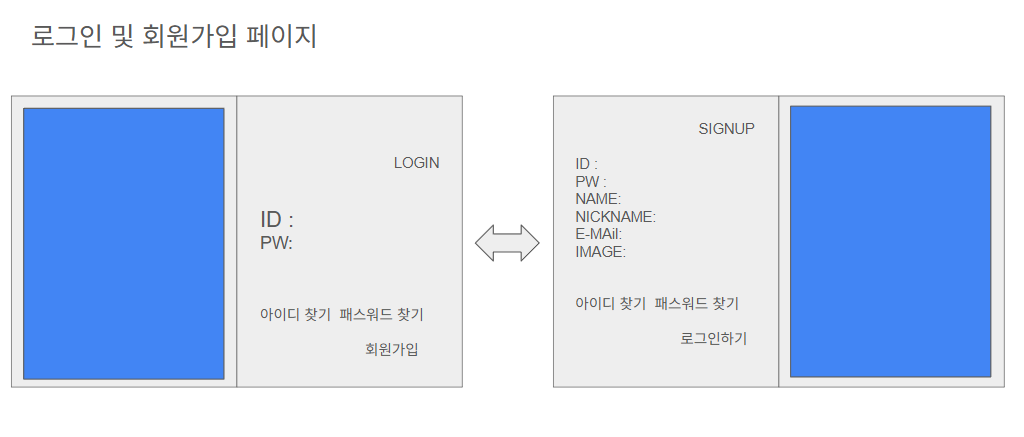 로그인 및 회원가입 페이지
LOGIN
ID :
PW:
아이디 찾기 패스워드 찾기
회원가입
SIGNUP
ID :
PW :
NAME:
NICKNAME:
E-MAil:
IMAGE:
아이디 찾기 패스워드 찾기
로그인하기